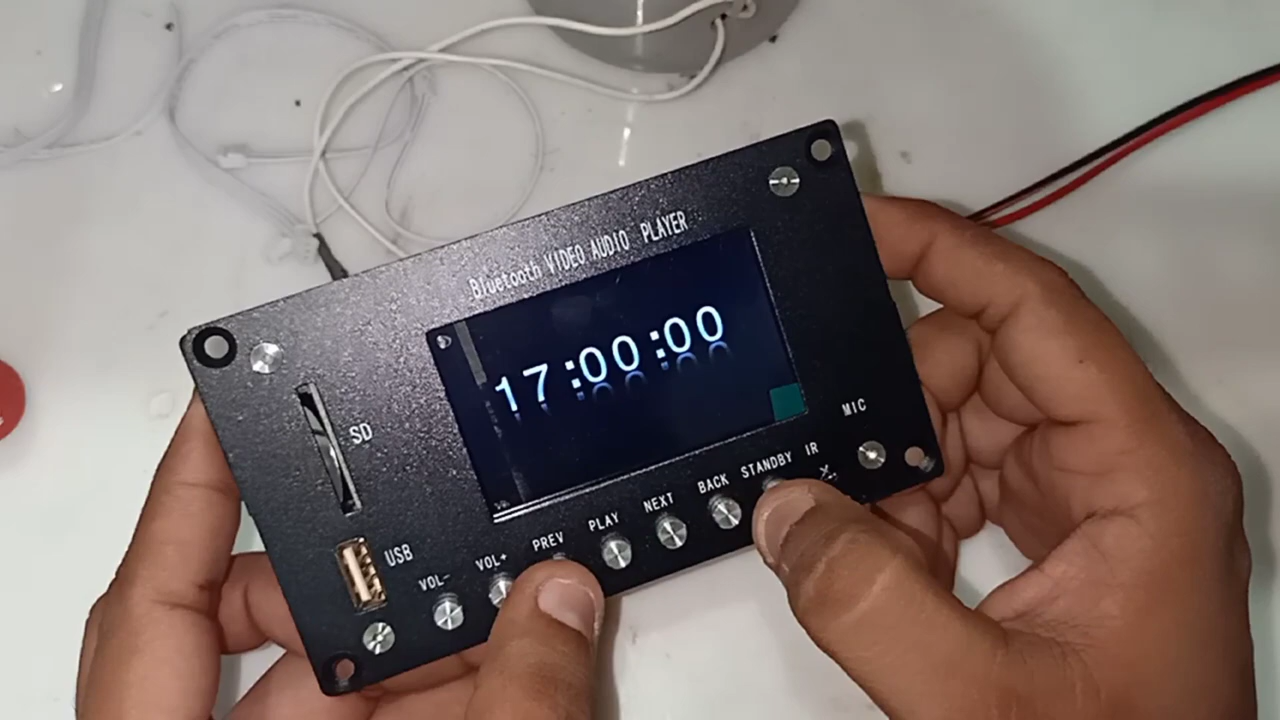 Bluetooth VIDEO AUDIO PLAYER
17:00:00
SD
USB
VOL-
VOL+
PREV
PLAY
NEXT
BACK
STANDBY
IR
MIC